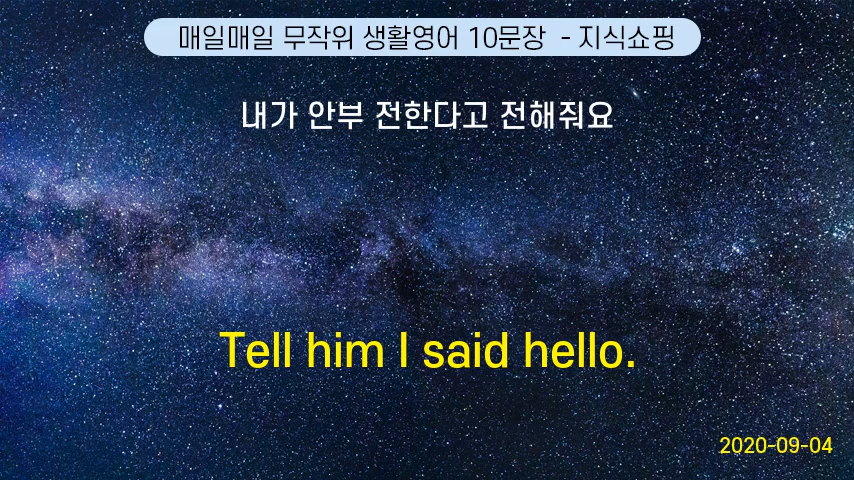 매일매일 무작위 생활영어 10문장 - 지식쇼핑
내가 안부 전한다고 전해줘요
Tell him I said hello.
2020-09-04